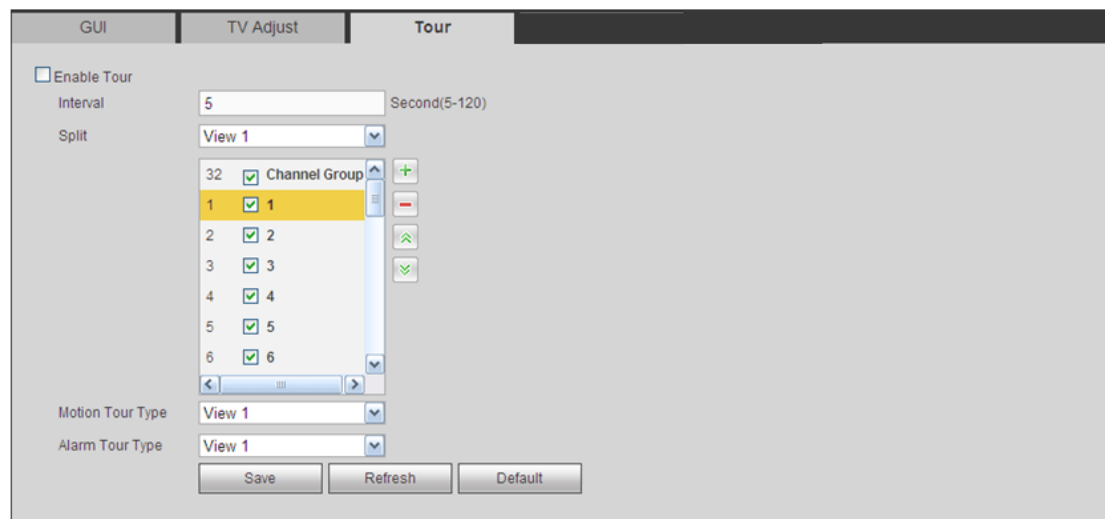 GUI TV Adjust Tour
Enable Tour
Interval 5 Second(5-120)
Split View 1
32 Channel Group
1 1
2 2
3 3
4 4
5 5
6 6
Motion Tour Type View 1
Alarm Tour Type View 1
Save Refresh Default